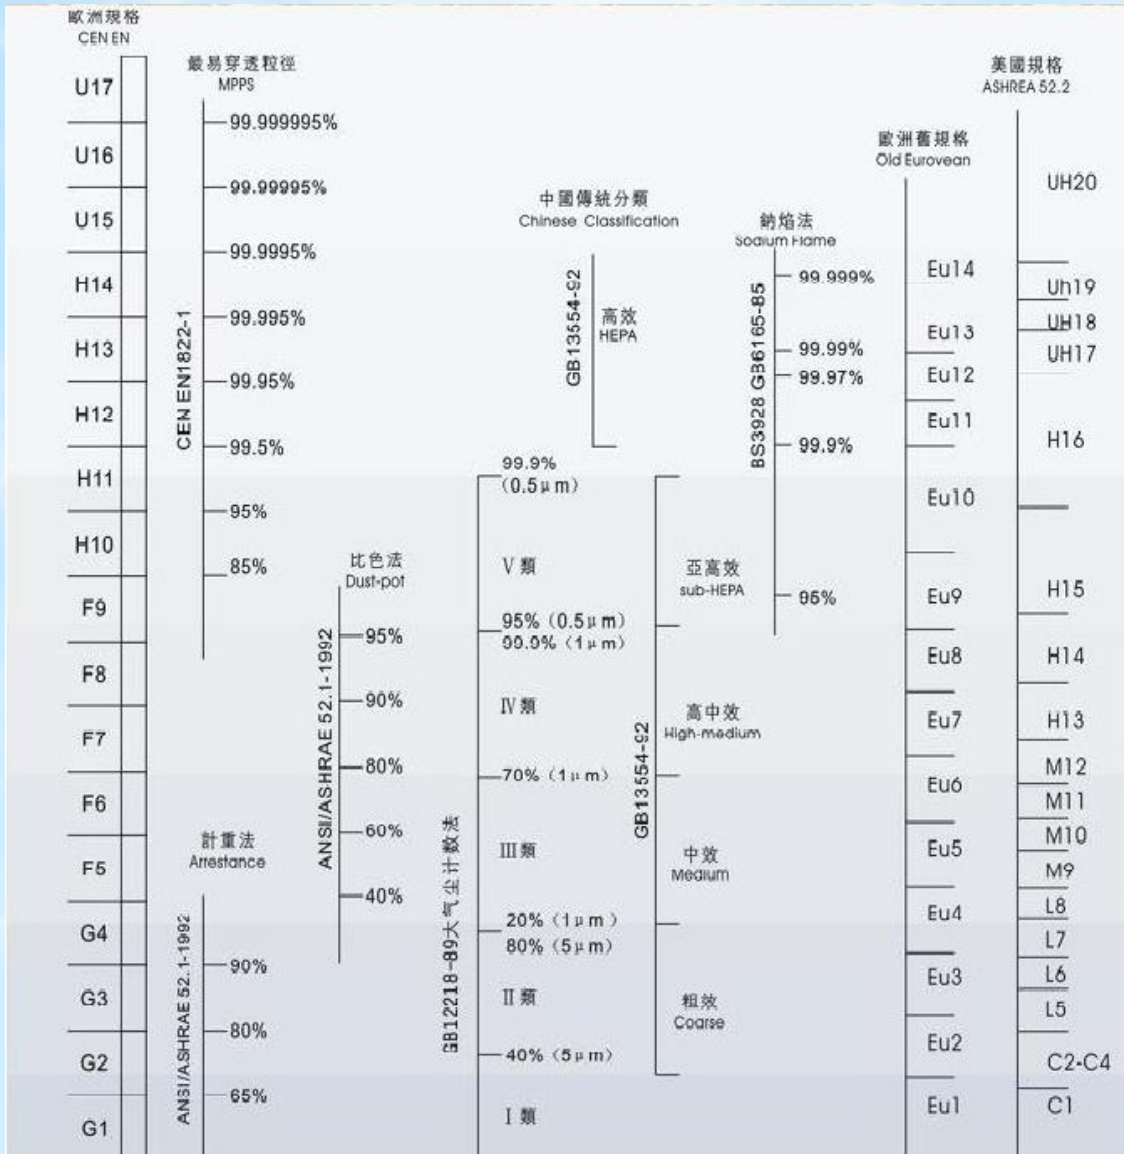 歐洲規格
CEN EN
U17
U16
U15
H14
H13
H12
H11
H10
F9
F8
F7
F6
F5
G4
G3
G2
G1
最易穿透粒徑
MPPS
CEN EN1822-1
99.999995%
99.99995%
99.9995%
99.995%
99.95%
99.5%
95%
85%
計重法
Arrestance
ANSI/ASHRAE 52.1-1992
90%
80%
65%
比色法
Dust-pot
ANSI/ASHRAE 52.1-1992
95%
90%
80%
60%
40%
GB12218-89大气尘计数法
99.9%
(0.5μm)
V 類
95% (0.5μm)
99.9% (1μm)
IV 類
70% (1μm)
III 類
20% (1μm)
80% (5μm)
II 類
40% (5μm)
I 類
中國傳統分類
Chinese Classification
GB13554-92
高效
HEPA
GB13554-92
亞高效
sub-HEPA
高中效
High-medium
中效
Medium
粗效
Coarse
鈉焰法
Sodium Flame
BS3928 GB6165-85
99.999%
99.99%
99.97%
99.9%
95%
歐洲舊規格
Old Eurovean
Eu14
Eu13
Eu12
Eu11
Eu10
Eu9
Eu8
Eu7
Eu6
Eu5
Eu4
Eu3
Eu2
Eu1
美國規格
ASHREA 52.2
UH20
Uh19
UH18
UH17
H16
H15
H14
H13
M12
M11
M10
M9
L8
L7
L6
L5
C2-C4
C1